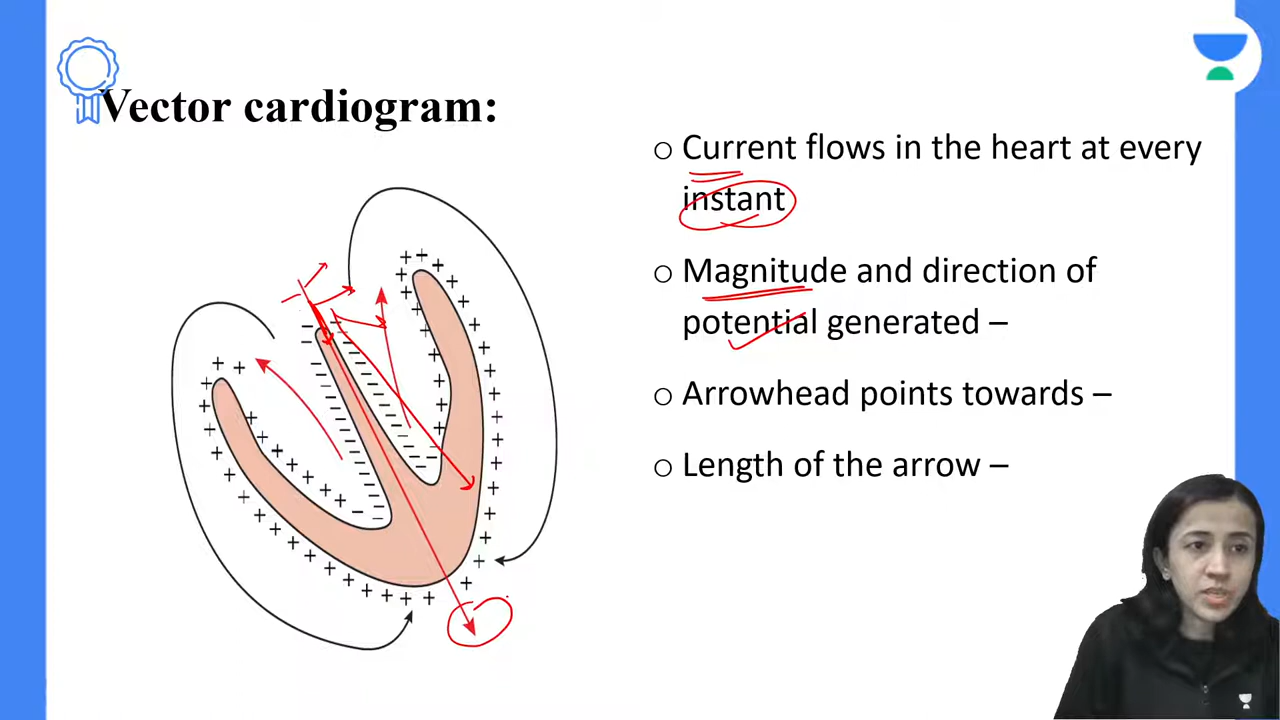 Vector cardiogram:
o Current flows in the heart at every
instant
o Magnitude and direction of
potential generated –
o Arrowhead points towards –
o Length of the arrow –